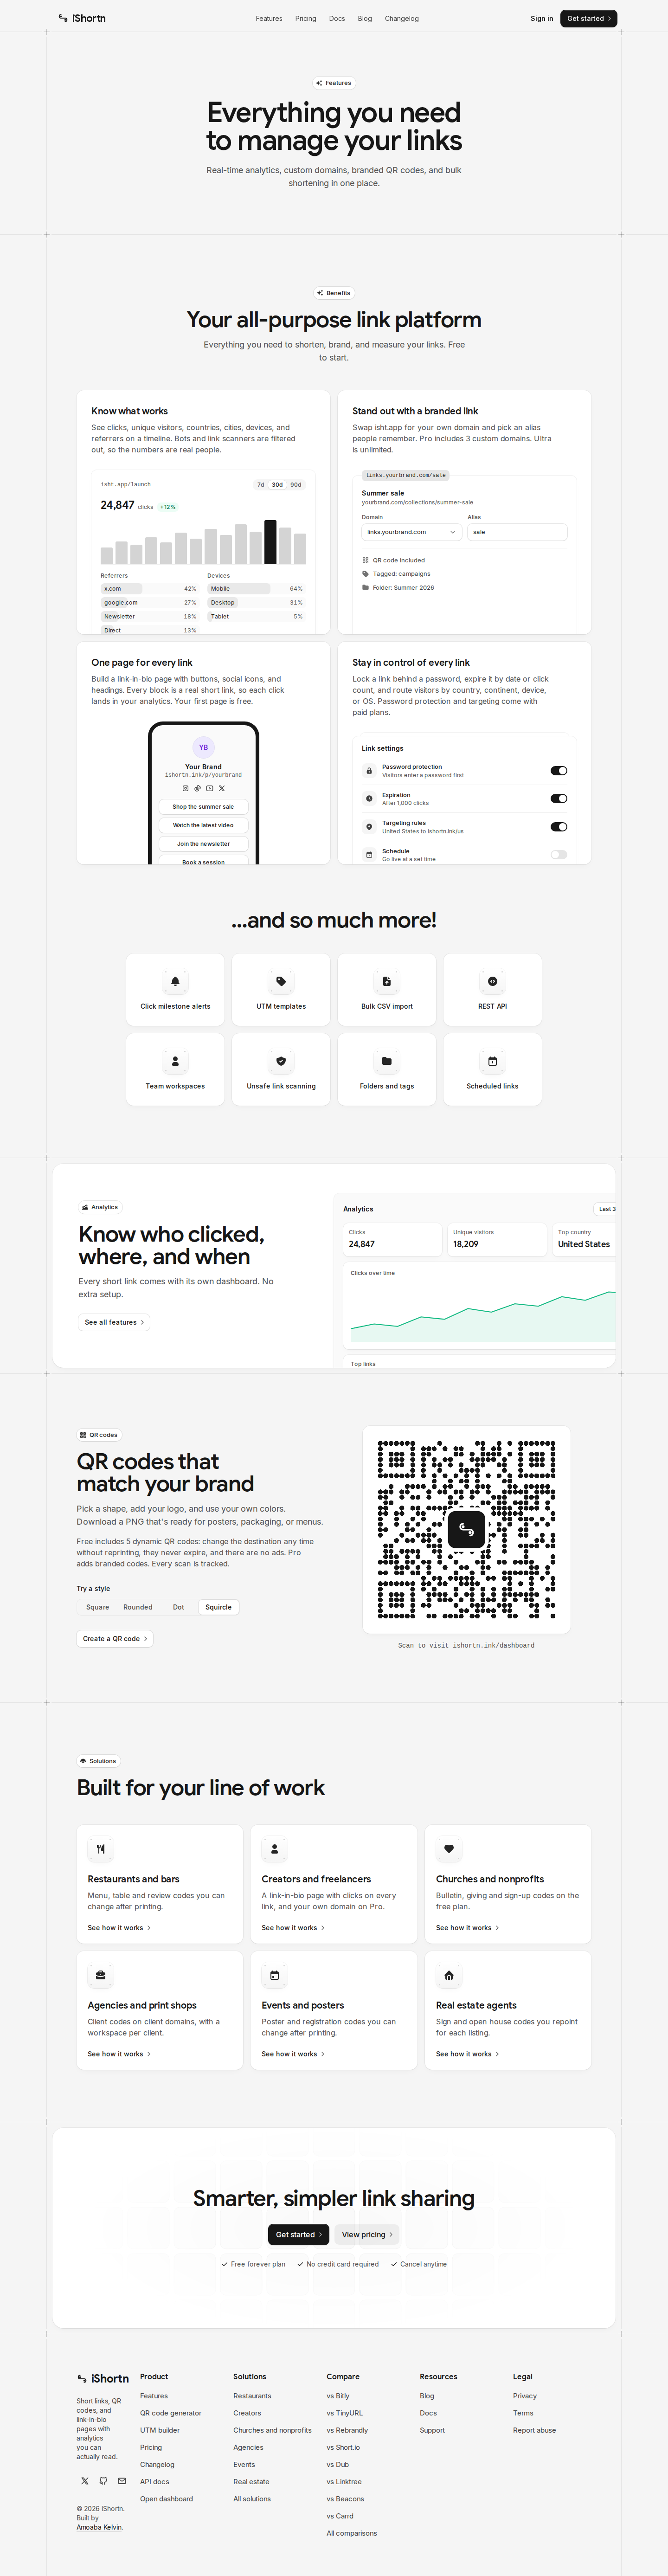 IShortn
Features Pricing Docs Blog Changelog
Sign in
Get started
Features
Everything you need
to manage your links
Real-time analytics, custom domains, branded QR codes, and bulk
shortening in one place.
Benefits
Your all-purpose link platform
Everything you need to shorten, brand, and measure your links. Free
to start.
Know what works
See clicks, unique visitors, countries, cities, devices, and
referrers on a timeline. Bots and link scanners are filtered
out, so the numbers are real people.
isht.app/launch
7d 30d 90d
24,847 clicks +12%
Referrers
x.com 42%
google.com 27%
Newsletter 18%
Direct 13%
Devices
Mobile 64%
Desktop 31%
Tablet 5%
Stand out with a branded link
Swap isht.app for your own domain and pick an alias
people remember. Pro includes 3 custom domains. Ultra
is unlimited.
links.yourbrand.com/sale
Summer sale
yourbrand.com/collections/summer-sale
Domain
links.yourbrand.com
Alias
sale
QR code included
Tagged: campaigns
Folder: Summer 2026
One page for every link
Build a link-in-bio page with buttons, social icons, and
headings. Every block is a real short link, so each click
lands in your analytics. Your first page is free.
YB
Your Brand
ishortn.ink/p/yourbrand
Shop the summer sale
Watch the latest video
Join the newsletter
Book a session
Stay in control of every link
Lock a link behind a password, expire it by date or click
count, and route visitors by country, continent, device,
or OS. Password protection and targeting come with
paid plans.
Link settings
Password protection
Visitors enter a password first
Expiration
After 1,000 clicks
Targeting rules
United States to ishortn.ink/us
Schedule
Go live at a set time
...and so much more!
Click milestone alerts
UTM templates
Bulk CSV import
REST API
Team workspaces
Unsafe link scanning
Folders and tags
Scheduled links
Analytics
Know who clicked,
where, and when
Every short link comes with its own dashboard. No
extra setup.
See all features
Analytics
Last 3
Clicks
24,847
Unique visitors
18,209
Top country
United States
Clicks over time
Top links
QR codes
QR codes that
match your brand
Pick a shape, add your logo, and use your own colors.
Download a PNG that's ready for posters, packaging, or menus.
Free includes 5 dynamic QR codes: change the destination any time
without reprinting, they never expire, and there are no ads. Pro
adds branded codes. Every scan is tracked.
Try a style
Square Rounded Dot Squircle
Create a QR code
Scan to visit ishortn.ink/dashboard
Solutions
Built for your line of work
Restaurants and bars
Menu, table and review codes you can
change after printing.
See how it works
Creators and freelancers
A link-in-bio page with clicks on every
link, and your own domain on Pro.
See how it works
Churches and nonprofits
Bulletin, giving and sign-up codes on the
free plan.
See how it works
Agencies and print shops
Client codes on client domains, with a
workspace per client.
See how it works
Events and posters
Poster and registration codes you can
change after printing.
See how it works
Real estate agents
Sign and open house codes you repoint
for each listing.
See how it works
Smarter, simpler link sharing
Get started
View pricing
Free forever plan
No credit card required
Cancel anytime
iShortn
Short links, QR
codes, and
link-in-bio
pages with
analytics
you can
actually read.
© 2026 iShortn.
Built by
Amoaba Kelvin.
Product
Features
QR code generator
UTM builder
Pricing
Changelog
API docs
Open dashboard
Solutions
Restaurants
Creators
Churches and nonprofits
Agencies
Events
Real estate
All solutions
Compare
vs Bitly
vs TinyURL
vs Rebrandly
vs Short.io
vs Dub
vs Linktree
vs Beacons
vs Carrd
All comparisons
Resources
Blog
Docs
Support
Legal
Privacy
Terms
Report abuse